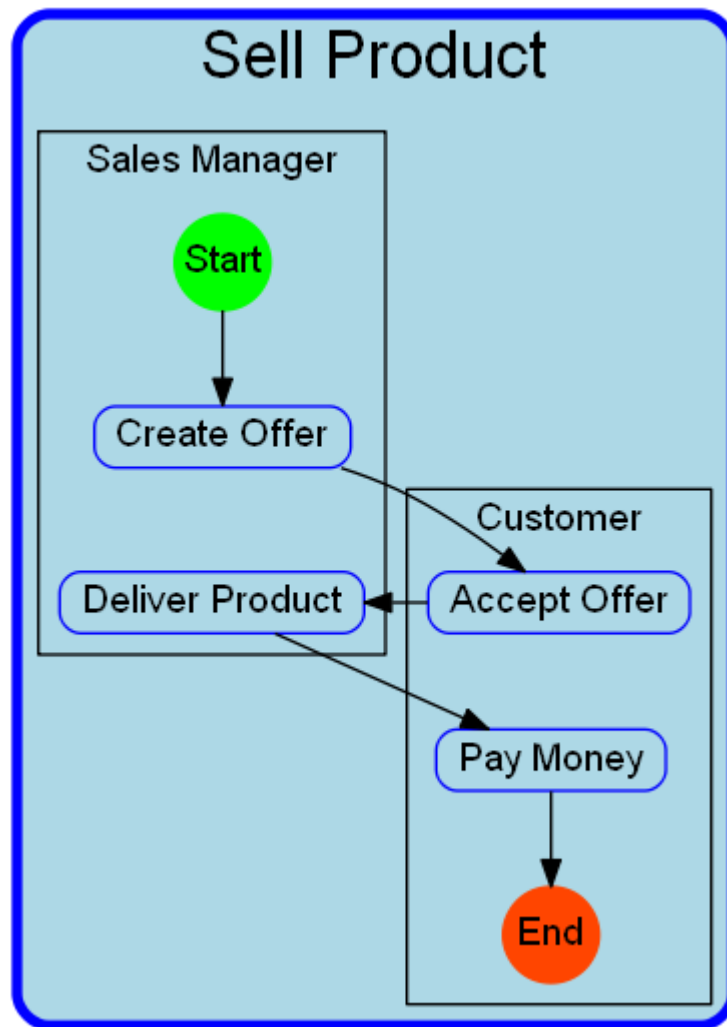 Sell Product
Sales Manager
Start
Create Offer
Customer
Deliver Product
Accept Offer
Pay Money
End